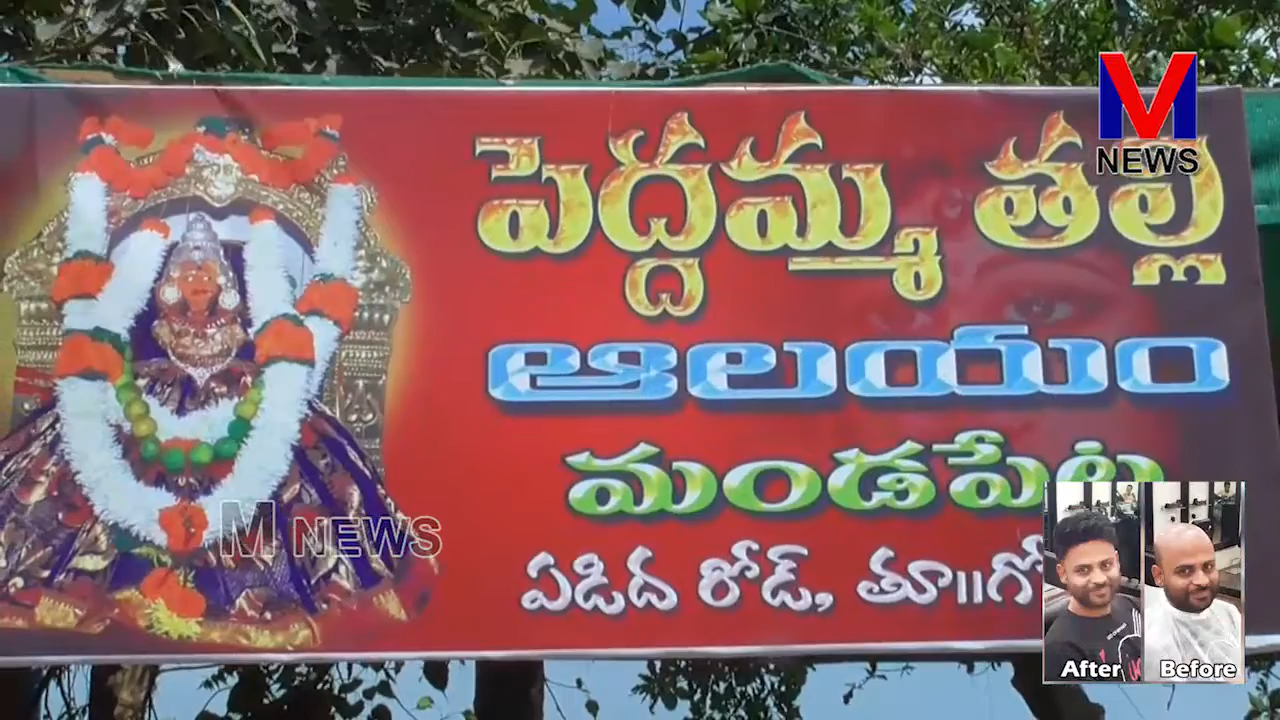 M
NEWS
పెద్దమ్మ తల్లి
ఆలయం
మండపేట
M NEWS
ఏడిద రోడ్, తూ॥గో
After
Before